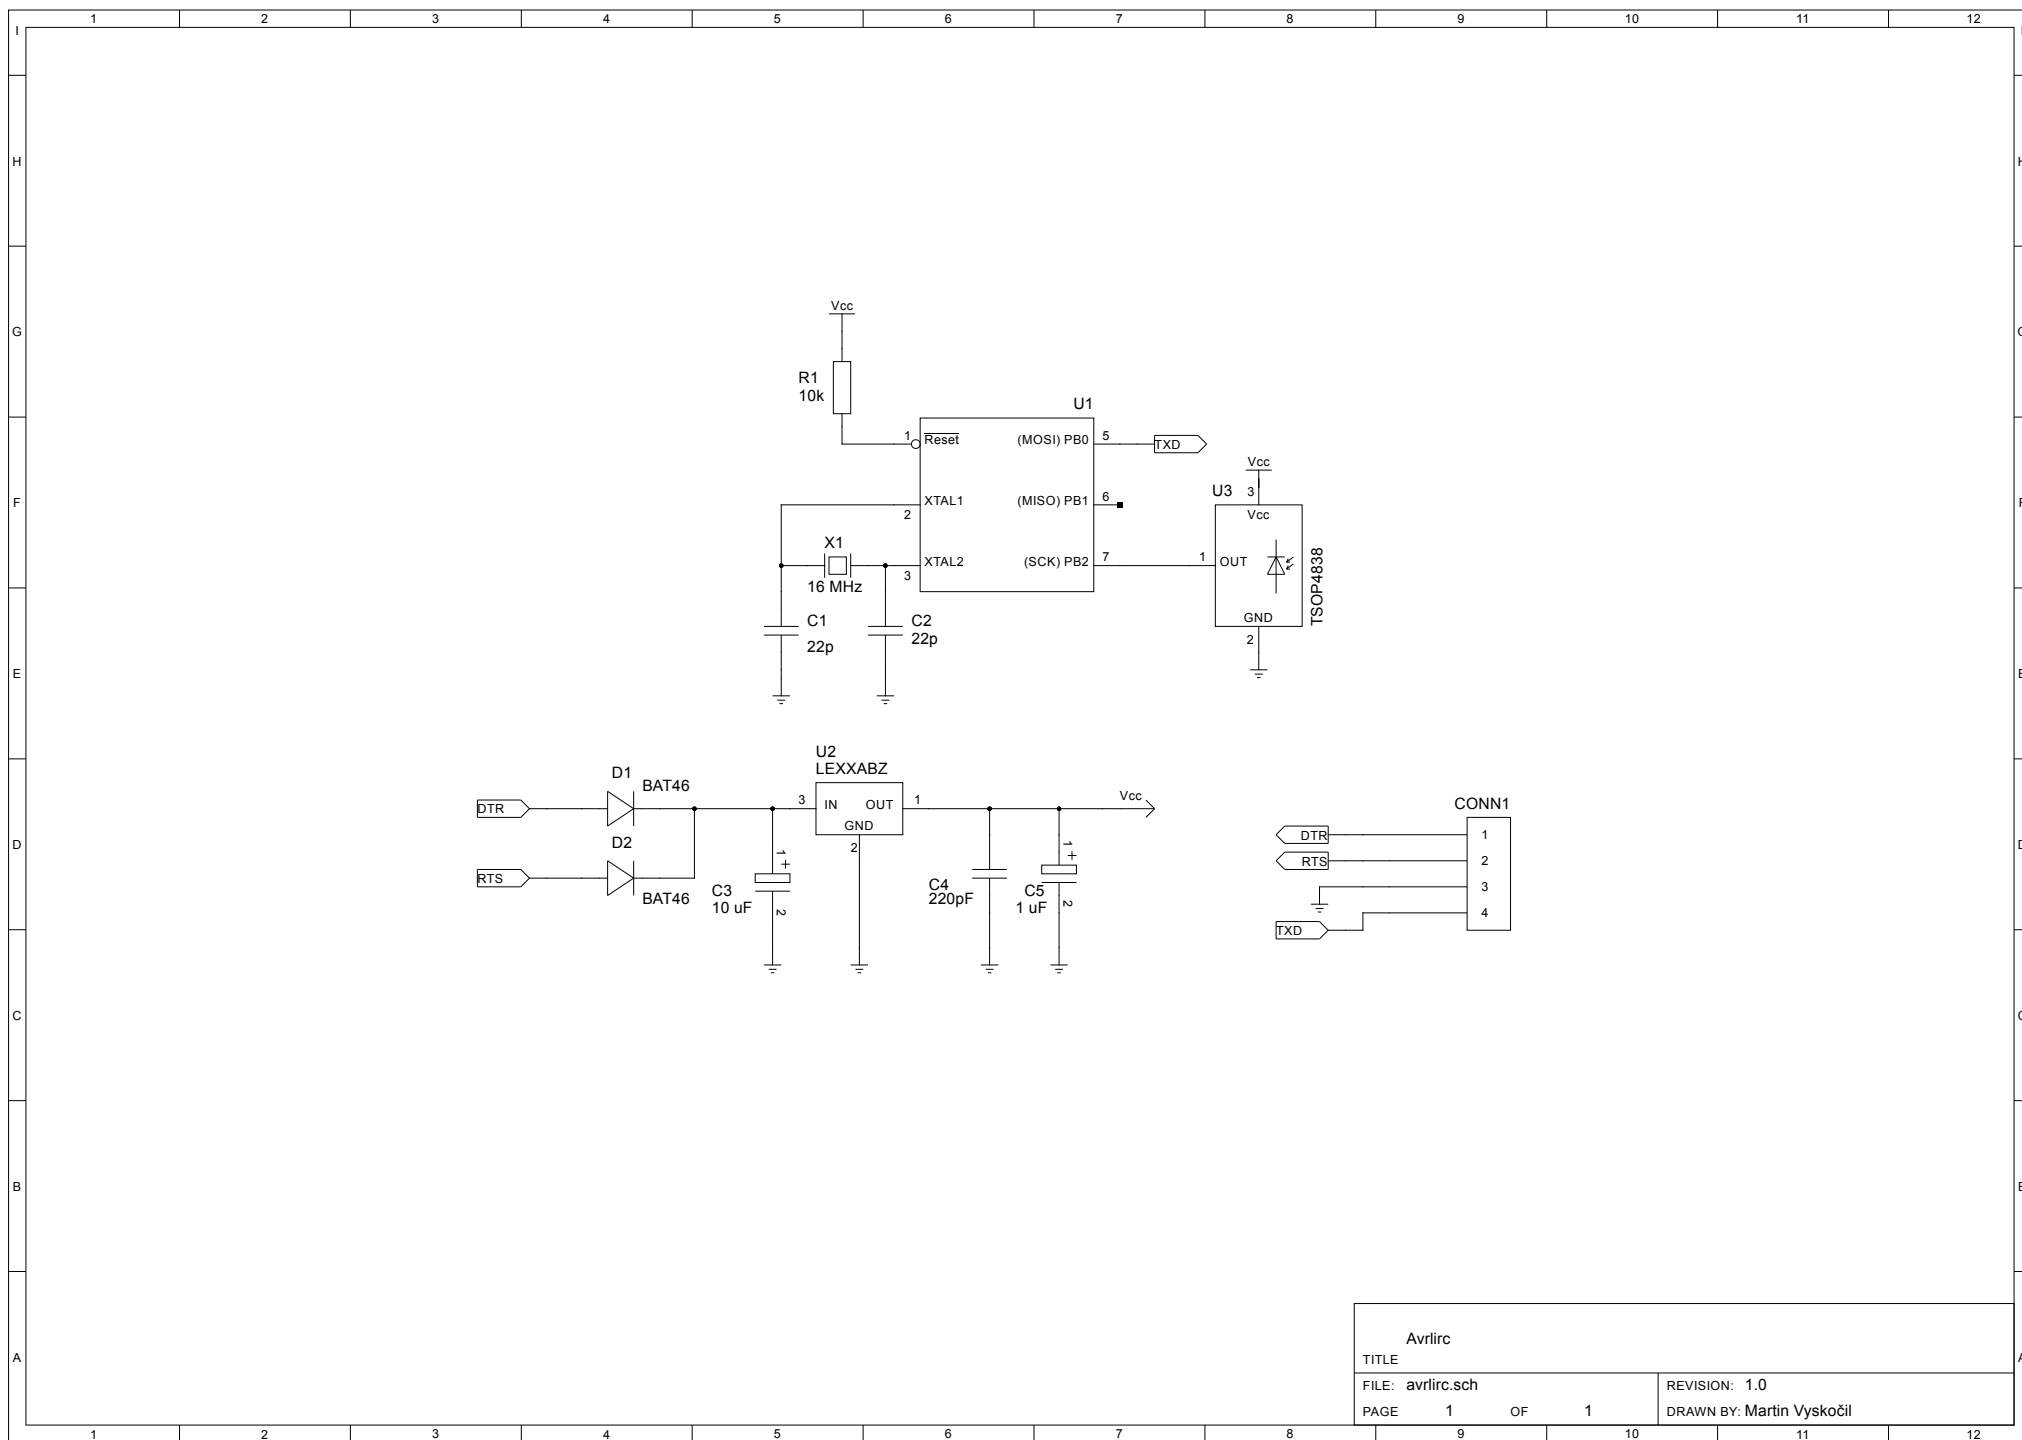 1 2 3 4 5 6 7 8 9 10 11 12
I
H H
G
F F
E E
D D
C
B B
A A
Vcc
R1
10k
U1
1 Reset (MOSI) PB0 5 TXD
XTAL1 (MISO) PB1 6
2
X1
XTAL2 (SCK) PB2 7
3
16 MHz
C1
22p
C2
22p
Vcc
U3 3
Vcc
1 OUT
TSOP4838
GND
2
U2
LEXXABZ
D1
BAT46
DTR
3 IN OUT 1
GND
2
Vcc
D2
RTS
BAT46
1 +
C3
10 uF
2
C4
220pF
1 +
C5
1 uF
2
CONN1
DTR 1
RTS 2
3
4
TXD
Avrlirc
TITLE
FILE: avrlirc.sch REVISION: 1.0
PAGE 1 OF 1 DRAWN BY: Martin Vyskočil
1 2 3 4 5 6 7 8 9 10 11 12